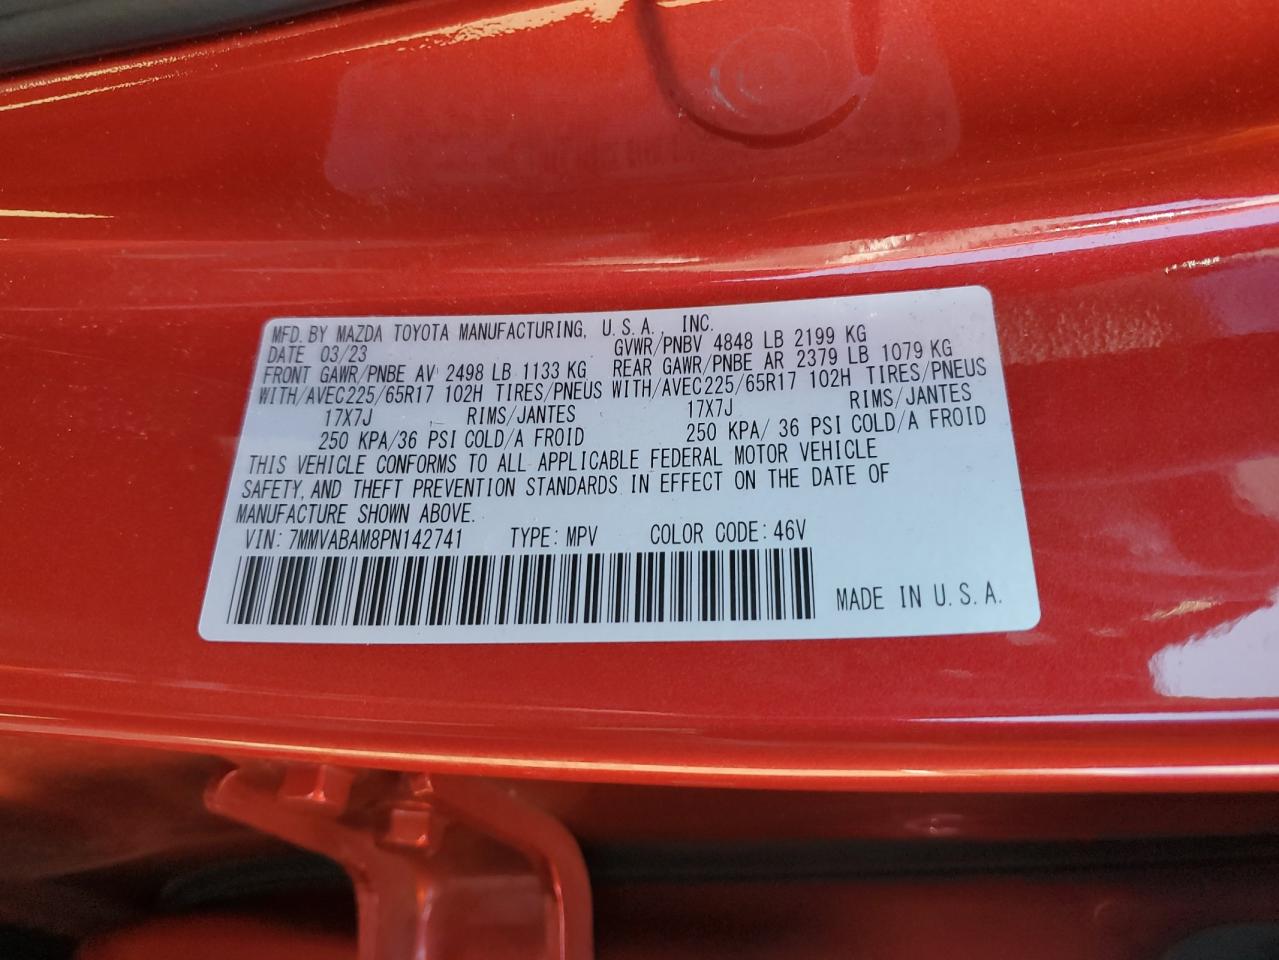 MFD. BY MAZDA TOYOTA MANUFACTURING, U.S.A., INC.
DATE 03/23 GVWR/PNBV 4848 LB 2199 KG
FRONT GAWR/PNBE AV 2498 LB 1133 KG REAR GAWR/PNBE AR 2379 LB 1079 KG
WITH/AVEC225/65R17 102H TIRES/PNEUS WITH/AVEC225/65R17 102H TIRES/PNEUS
17X7J RIMS/JANTES 17X7J RIMS/JANTES
250 KPA/36 PSI COLD/A FROID 250 KPA/ 36 PSI COLD/A FROID
THIS VEHICLE CONFORMS TO ALL APPLICABLE FEDERAL MOTOR VEHICLE
SAFETY, AND THEFT PREVENTION STANDARDS IN EFFECT ON THE DATE OF
MANUFACTURE SHOWN ABOVE.
VIN: 7MMVABAM8PN142741 TYPE: MPV COLOR CODE: 46V
MADE IN U.S.A.